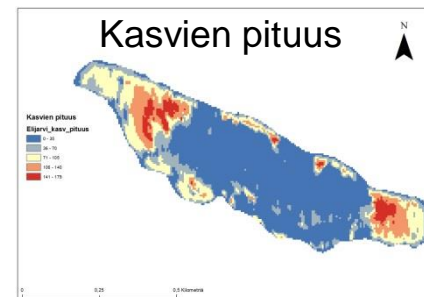 Kasvien pituus
N
Kasvien pituus
Elijarvi_kasv_pituus
0 - 35
36 - 70
71 - 105
106 - 140
141 - 175
0 0,25 0,5 Kilometriä